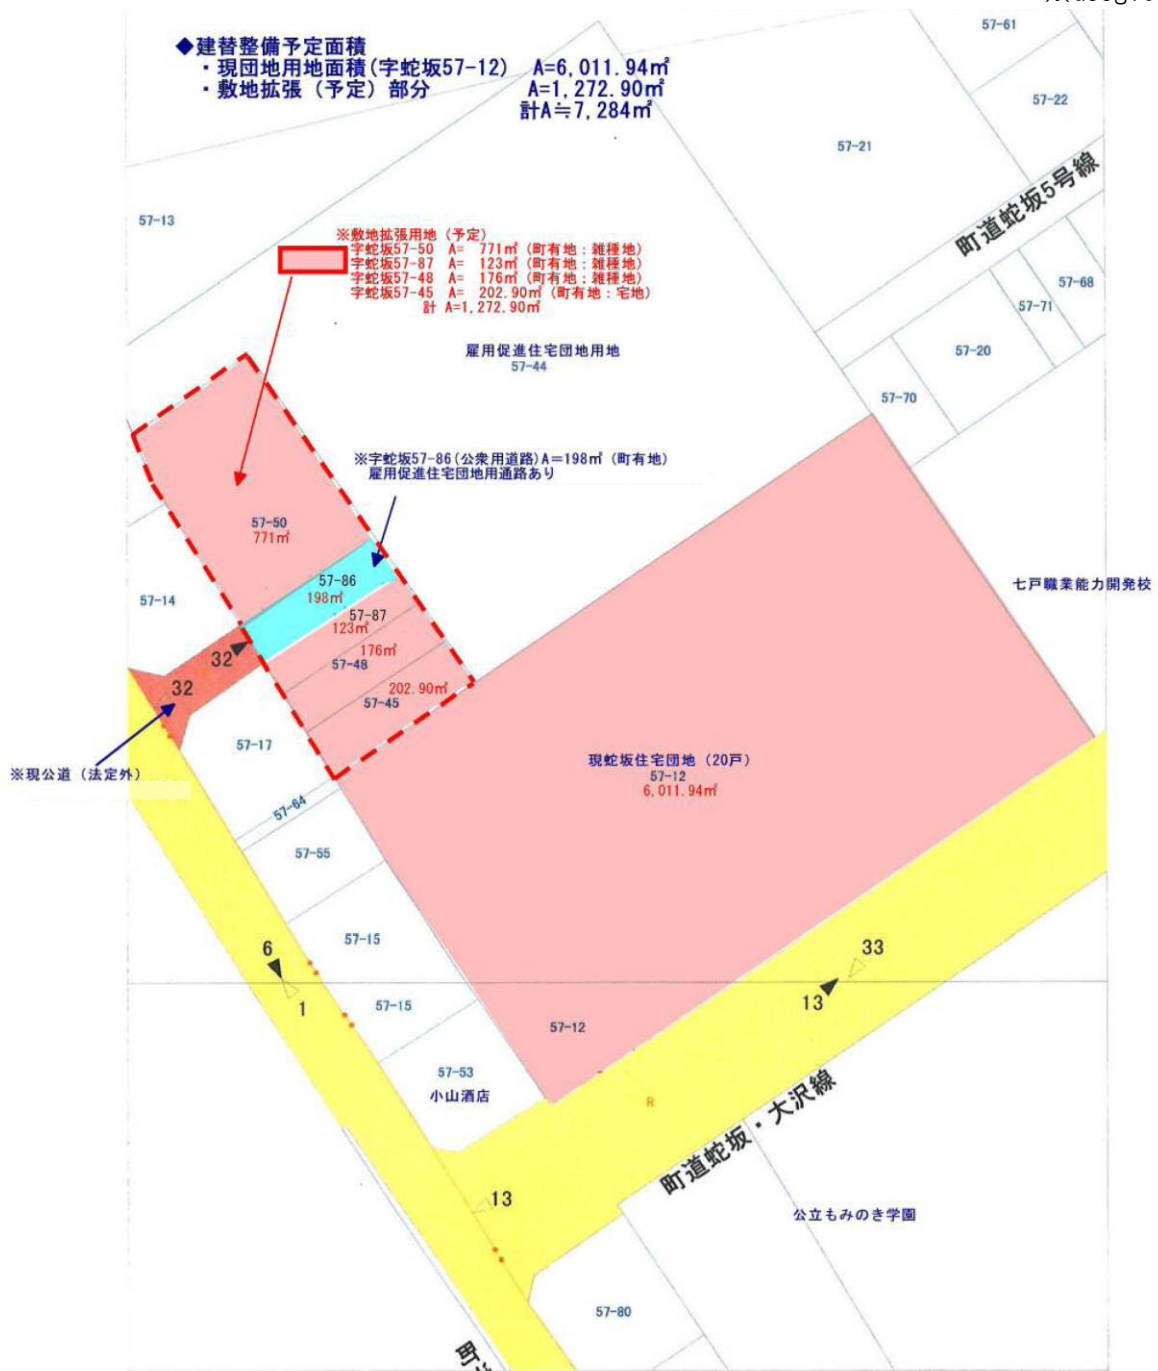 ◆建替整備予定面積
・現団地用地面積(字蛇坂57-12) A=6,011.94㎡
・敷地拡張(予定)部分 A=1,272.90㎡
計A≒7,284㎡
57-61
57-22
57-21
町道蛇坂5号線
57-13
※敷地拡張用地(予定)
字蛇坂57-50 A= 771㎡(町有地:雑種地)
字蛇坂57-87 A= 123㎡(町有地:雑種地)
字蛇坂57-48 A= 176㎡(町有地:雑種地)
字蛇坂57-45 A= 202.90㎡(町有地:宅地)
計 A=1,272.90㎡
57-68
57-71
57-20
57-70
雇用促進住宅団地用地
57-44
※字蛇坂57-86(公衆用道路)A=198㎡(町有地)
雇用促進住宅団地用通路あり
57-50
771㎡
57-86
198㎡
57-87
123㎡
176㎡
57-48
202.90㎡
57-45
57-14
七戸職業能力開発校
32
32
57-17
※現公道(法定外)
現蛇坂住宅団地(20戸)
57-12
6,011.94㎡
57-64
57-55
57-15
6
1
33
13
57-15
57-12
57-53
小山酒店
R
町道蛇坂・大沢線
13
公立もみのき学園
57-80
町